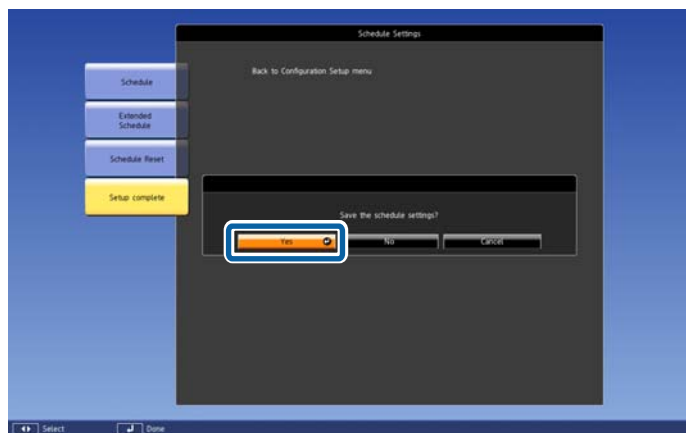 Schedule Settings
Back to Configuration Setup menu
Schedule
Extended
Schedule
Schedule Reset
Setup complete
Save the schedule settings?
Yes
No
Cancel
Select
Done